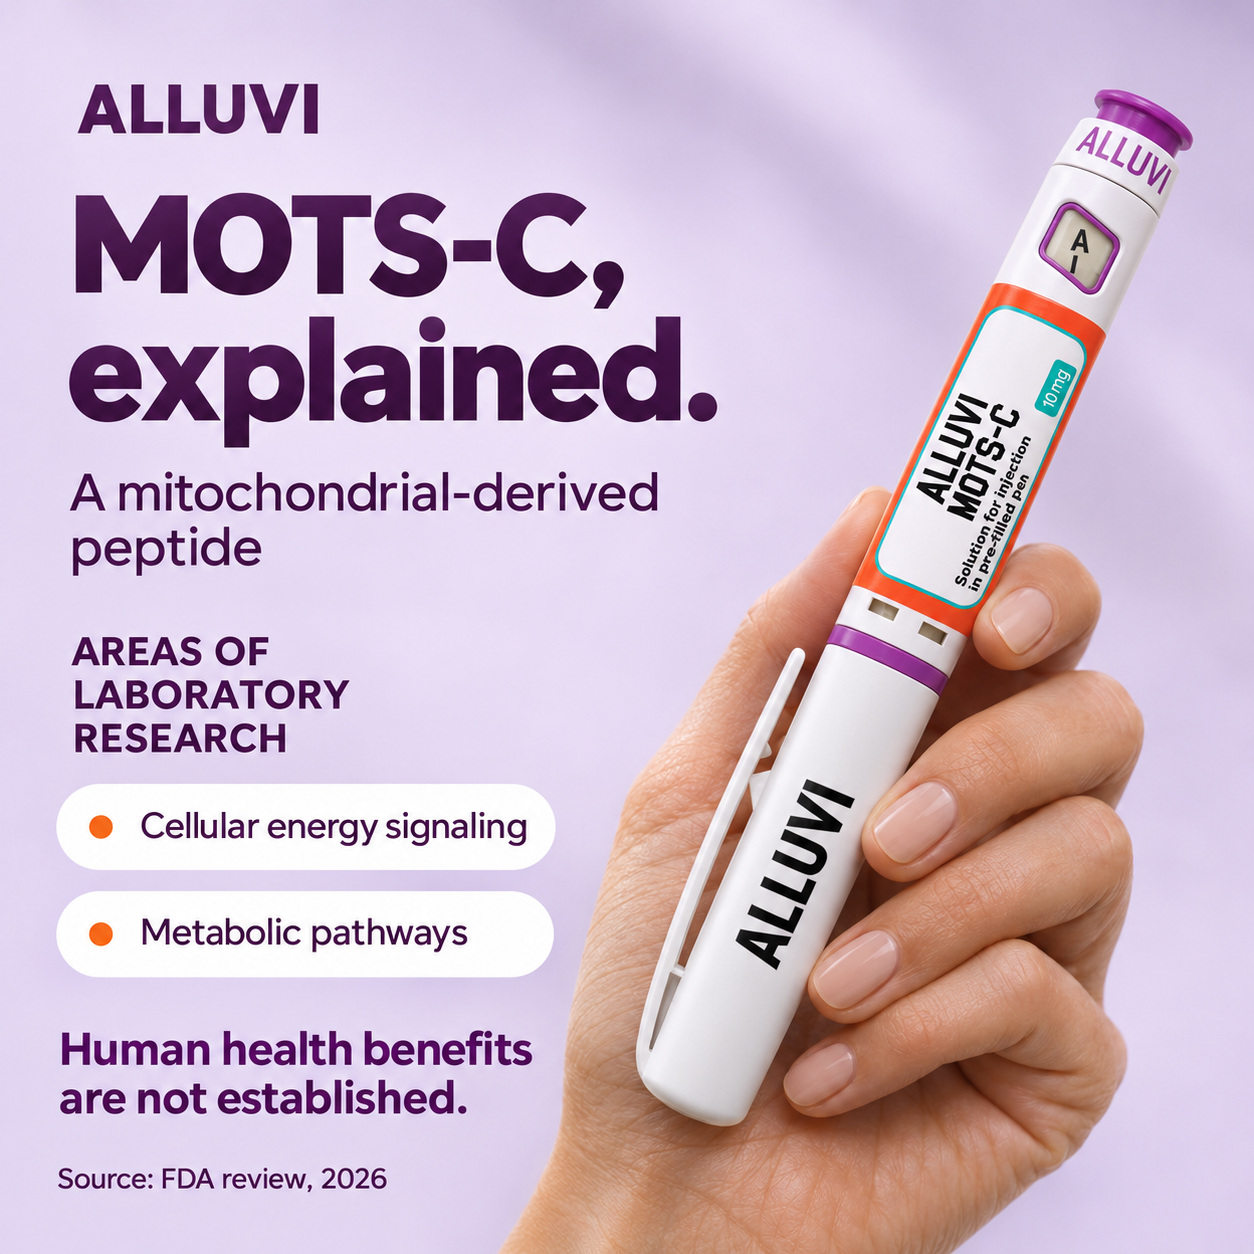 ALLUVI
MOTS-C,
explained.
A mitochondrial-derived
peptide
AREAS OF
LABORATORY
RESEARCH
Cellular energy signaling
Metabolic pathways
Human health benefits
are not established.
Source: FDA review, 2026
ALLUVI
A
I
10 mg
ALLUVI
MOTS-C
Solution for injection
in pre-filled pen
ALLUVI